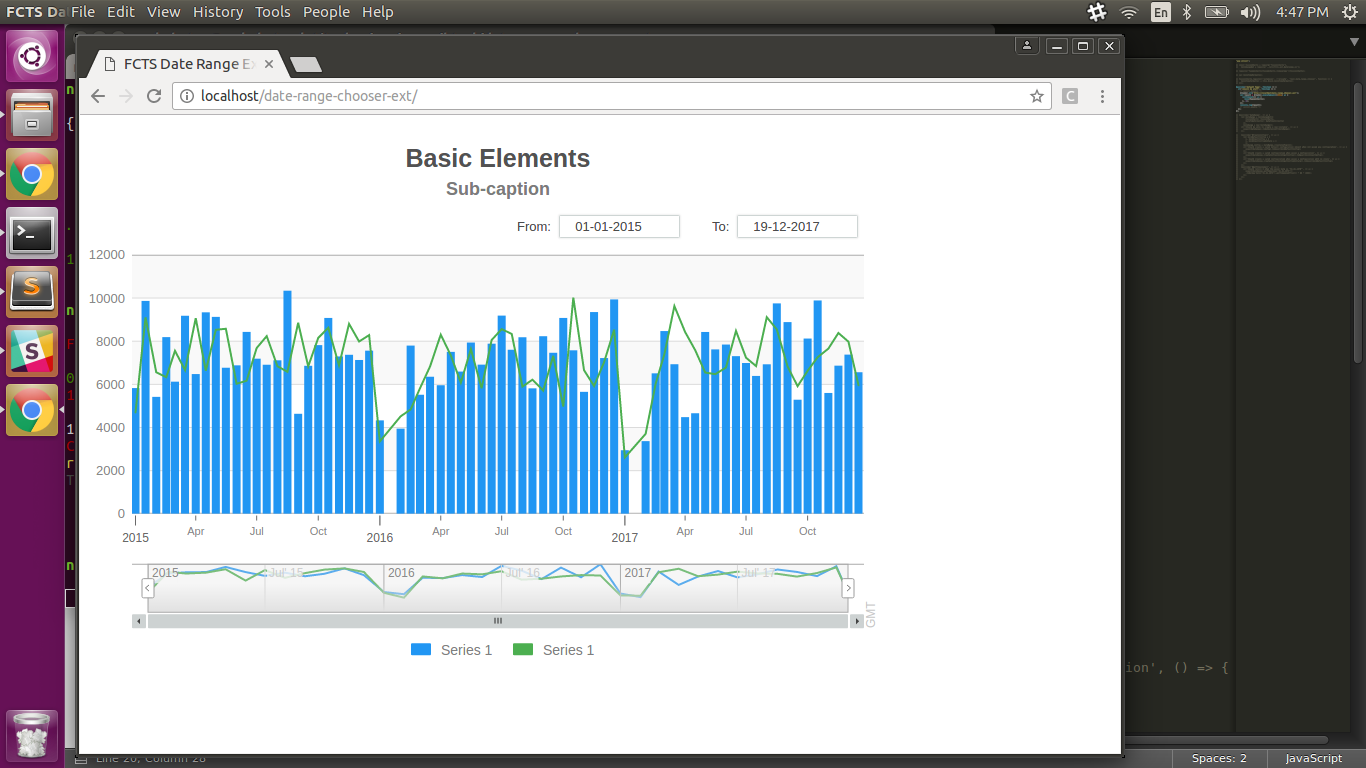 FCTS Da File Edit View History Tools People Help En 4:47 PM
FCTS Date Range Ex
localhost/date-range-chooser-ext/
C
Basic Elements
Sub-caption
From: 01-01-2015 To: 19-12-2017
12000
10000
8000
6000
4000
2000
0
Apr Jul Oct Apr Jul Oct Apr Jul Oct
2015 2016 2017
2015 Jul' 15 2016 Jul' 16 2017 Jul' 17
GMT
Series 1 Series 1
ion', () => {
Line 20, Column 28 Spaces: 2 JavaScript